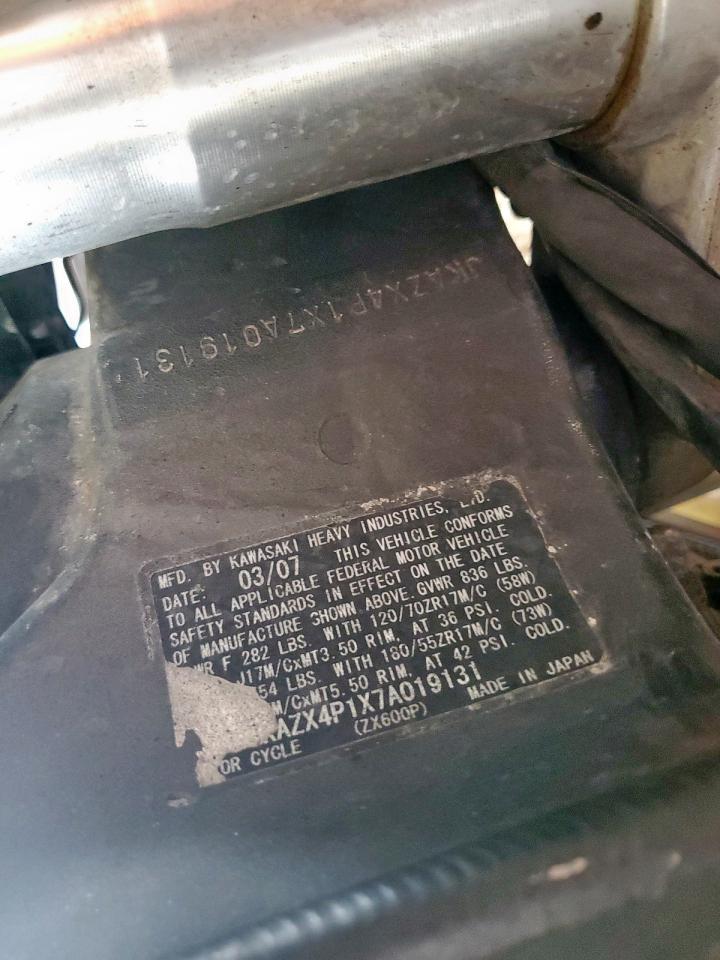 JKAZX4P1X7A019131
MFD. BY KAWASAKI HEAVY INDUSTRIES, LTD.
DATE: 03/07 THIS VEHICLE CONFORMS
TO ALL APPLICABLE FEDERAL MOTOR VEHICLE
SAFETY STANDARDS IN EFFECT ON THE DATE
OF MANUFACTURE SHOWN ABOVE. GVWR 836 LBS.
WR F 282 LBS. WITH 120/70ZR17M/C (58W)
J17M/CxMT3.50 RIM, AT 36 PSI. COLD.
54 LBS. WITH 180/55ZR17M/C (73W)
M/CxMT5.50 RIM, AT 42 PSI. COLD.
KAZX4P1X7A019131
OR CYCLE (ZX600P) MADE IN JAPAN